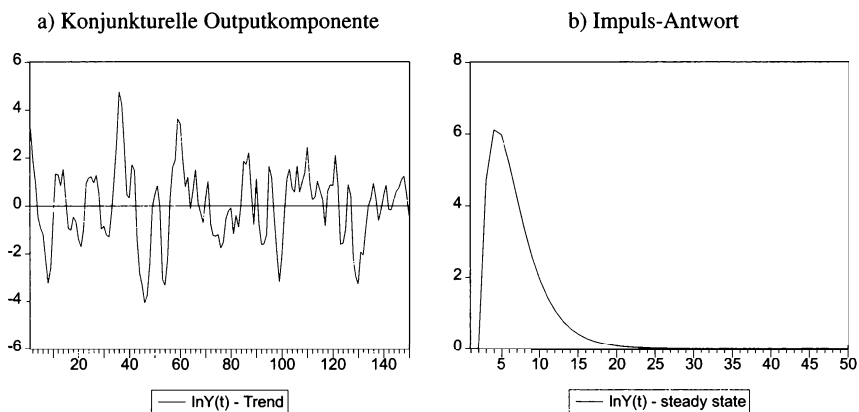 a) Konjunkturelle Outputkomponente
b) Impuls-Antwort
6
4
2
0
-2
-4
-6
20 40 60 80 100 120 140
lnY(t) - Trend
8
6
4
2
0
5 10 15 20 25 30 35 40 45 50
lnY(t) - steady state